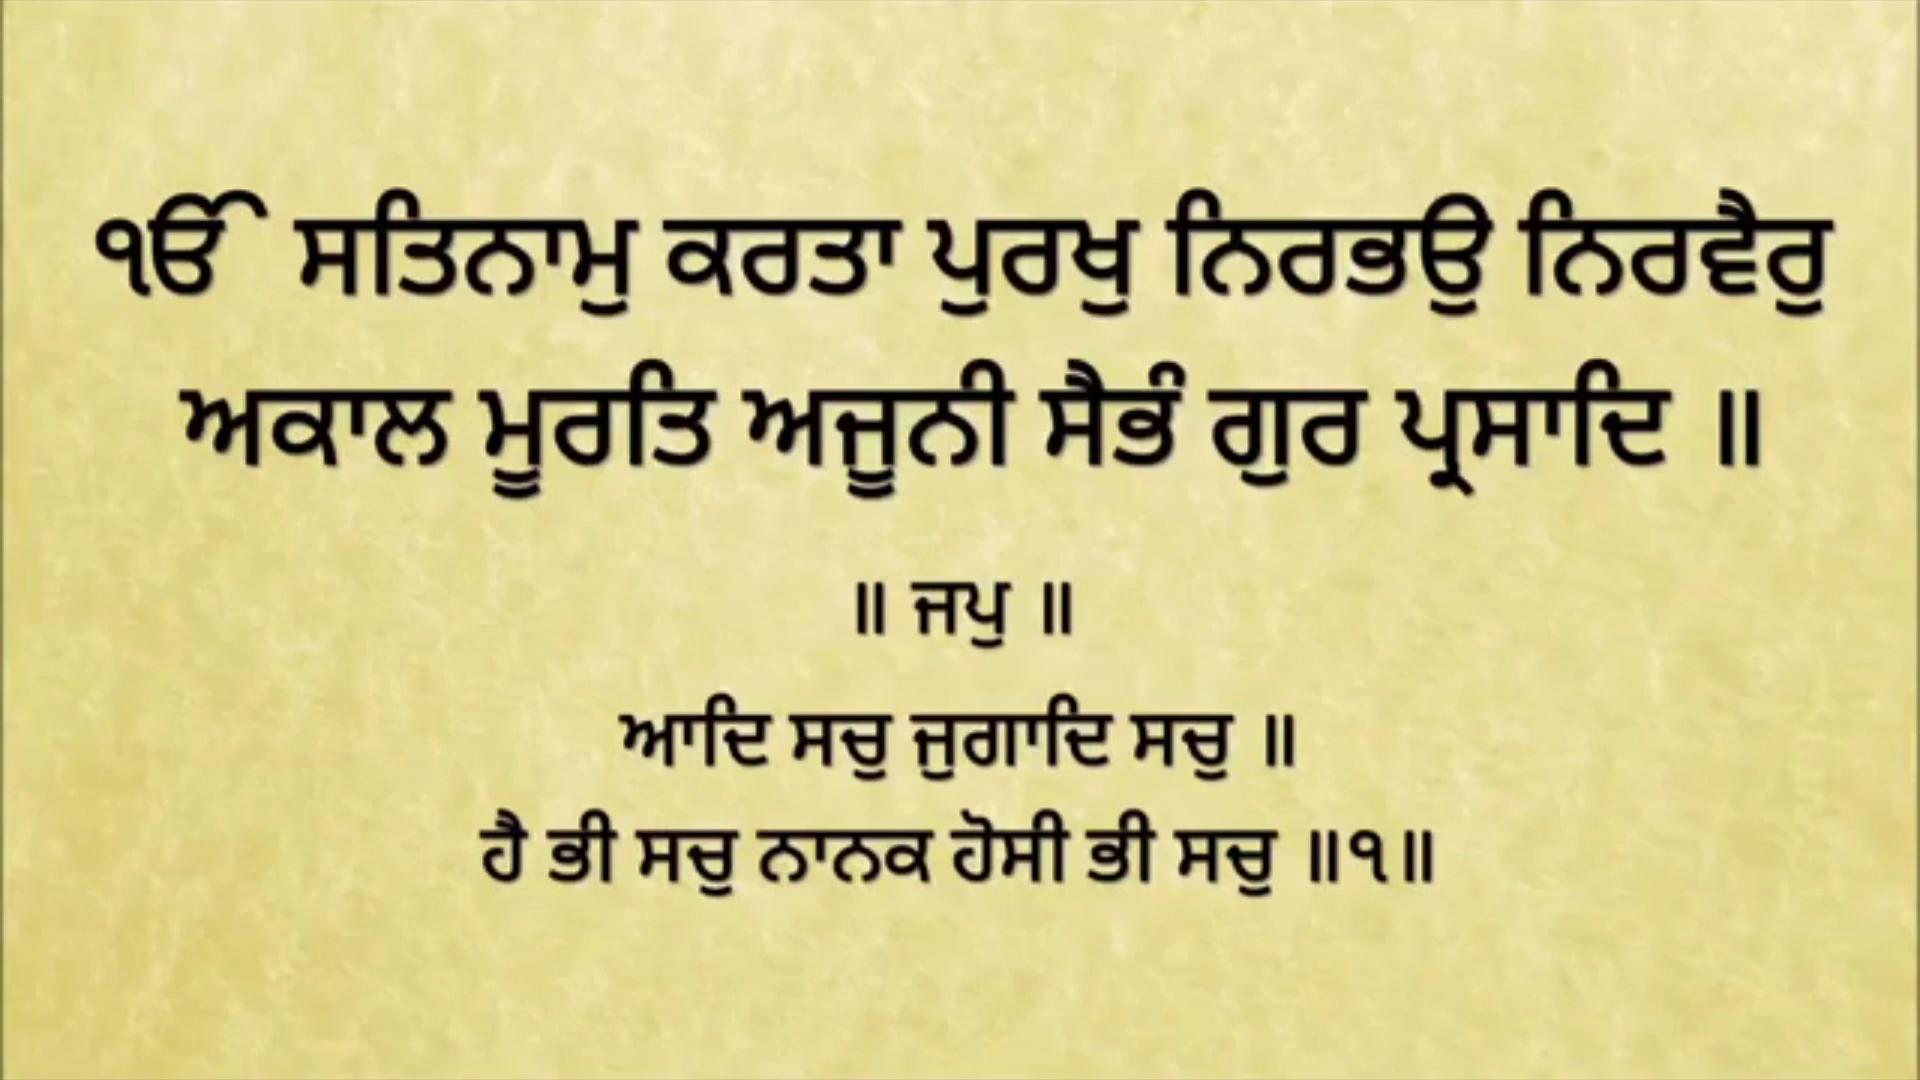 ੴ ਸਤਿਨਾਮੁ ਕਰਤਾ ਪੁਰਖੁ ਨਿਰਭਉ ਨਿਰਵੈਰੁ
ਅਕਾਲ ਮੂਰਤਿ ਅਜੂਨੀ ਸੈਭੰ ਗੁਰ ਪ੍ਰਸਾਦਿ ॥
॥ ਜਪੁ ॥
ਆਦਿ ਸਚੁ ਜੁਗਾਦਿ ਸਚੁ ॥
ਹੈ ਭੀ ਸਚੁ ਨਾਨਕ ਹੋਸੀ ਭੀ ਸਚੁ ॥੧॥